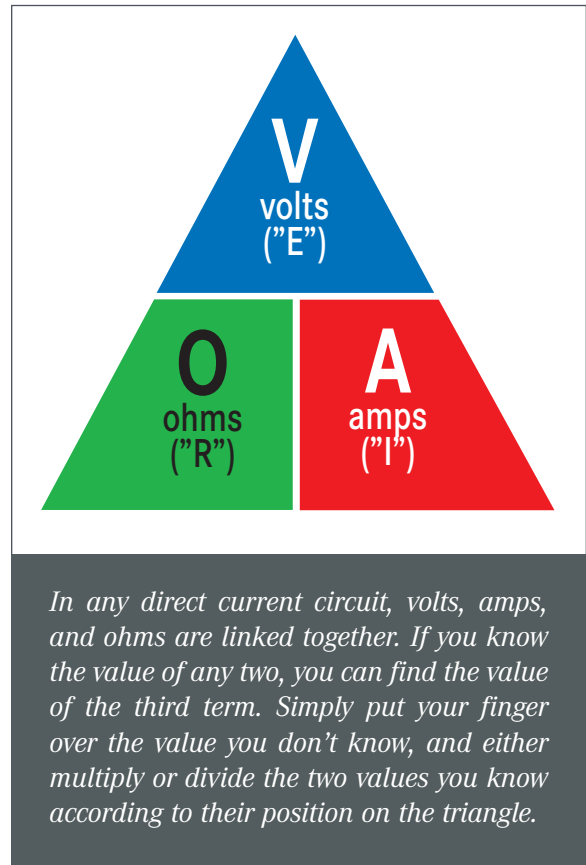 V
volts
(”E”)
O
ohms
(”R”)
A
amps
(”I”)
In any direct current circuit, volts, amps,
and ohms are linked together. If you know
the value of any two, you can find the value
of the third term. Simply put your finger
over the value you don’t know, and either
multiply or divide the two values you know
according to their position on the triangle.